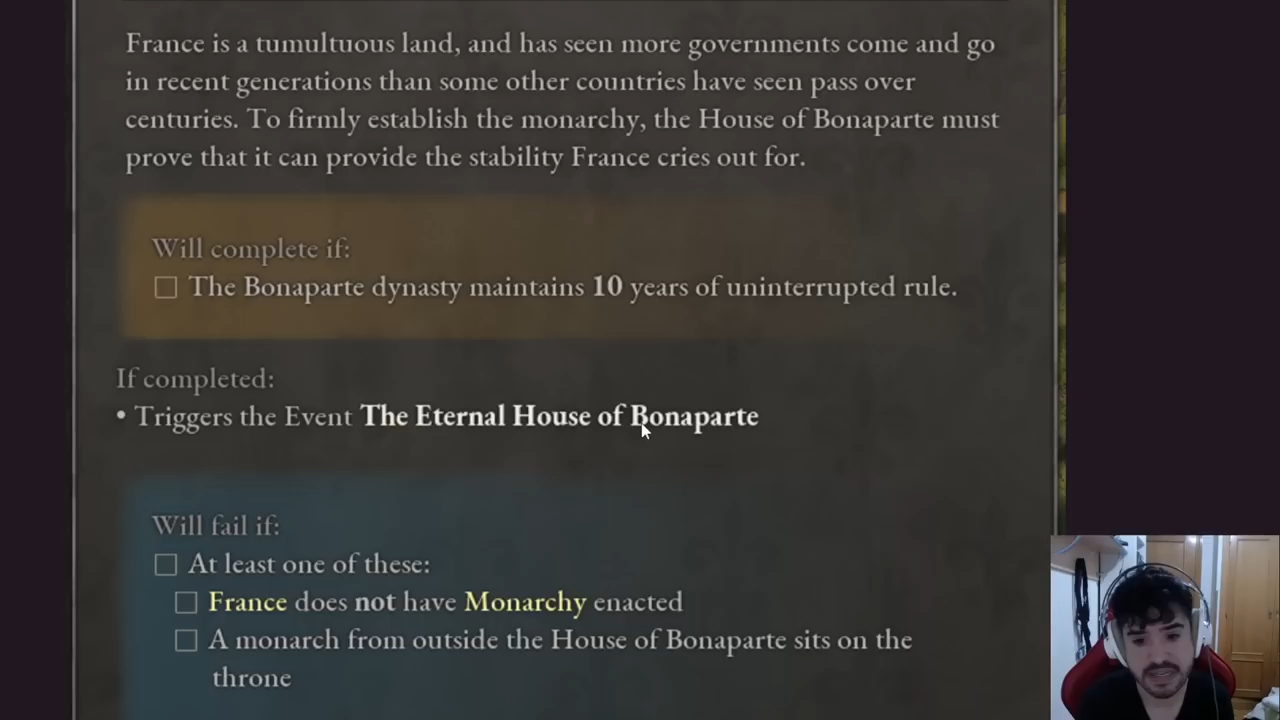 France is a tumultuous land, and has seen more governments come and go
in recent generations than some other countries have seen pass over
centuries. To firmly establish the monarchy, the House of Bonaparte must
prove that it can provide the stability France cries out for.
Will complete if:
The Bonaparte dynasty maintains 10 years of uninterrupted rule.
If completed:
• Triggers the Event The Eternal House of Bonaparte
Will fail if:
At least one of these:
France does not have Monarchy enacted
A monarch from outside the House of Bonaparte sits on the
throne